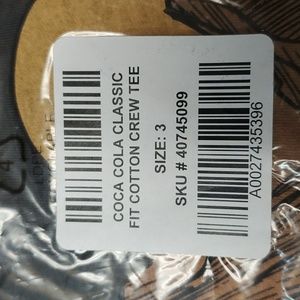 COCA COLA CLASSIC
FIT COTTON CREW TEE
SIZE: 3
SKU # 40745099
A0027435396